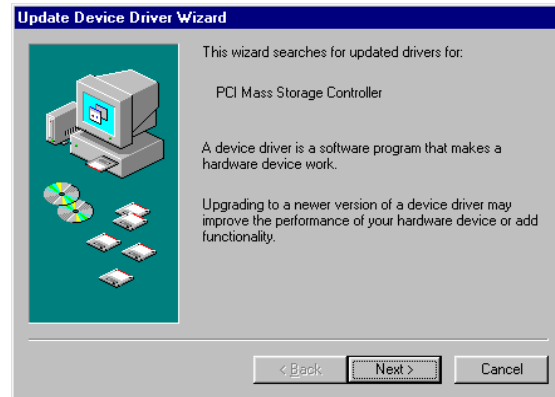 Update Device Driver Wizard
This wizard searches for updated drivers for:
PCI Mass Storage Controller
A device driver is a software program that makes a
hardware device work.
Upgrading to a newer version of a device driver may
improve the performance of your hardware device or add
functionality.
< Back
Next >
Cancel